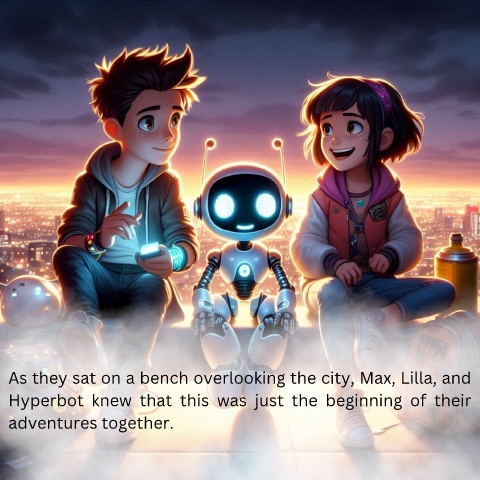 As they sat on a bench overlooking the city, Max, Lilla, and
Hyperbot knew that this was just the beginning of their
adventures together.